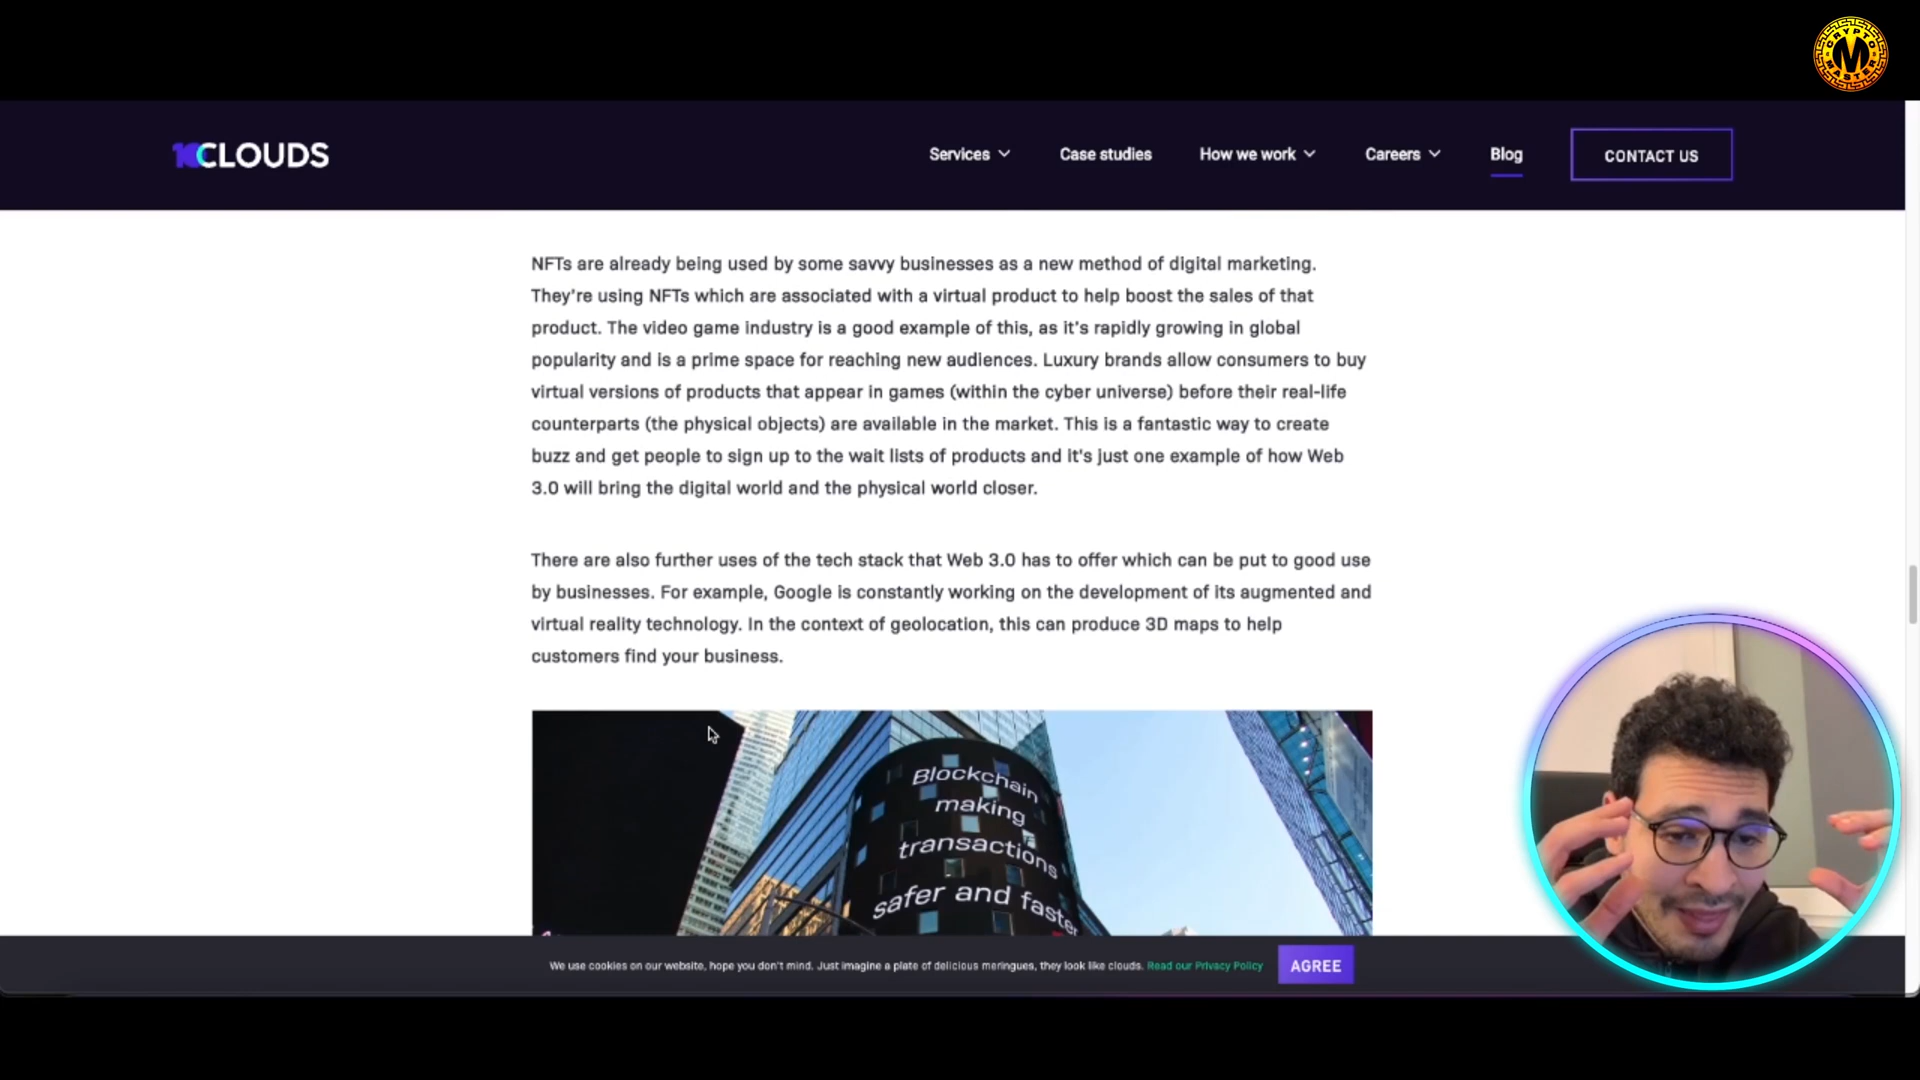 CRYPTO
M
MASTER
10CLOUDS
Services
Case studies
How we work
Careers
Blog
CONTACT US
NFTs are already being used by some savvy businesses as a new method of digital marketing.
They're using NFTs which are associated with a virtual product to help boost the sales of that
product. The video game industry is a good example of this, as it's rapidly growing in global
popularity and is a prime space for reaching new audiences. Luxury brands allow consumers to buy
virtual versions of products that appear in games (within the cyber universe) before their real-life
counterparts (the physical objects) are available in the market. This is a fantastic way to create
buzz and get people to sign up to the wait lists of products and it's just one example of how Web
3.0 will bring the digital world and the physical world closer.
There are also further uses of the tech stack that Web 3.0 has to offer which can be put to good use
by businesses. For example, Google is constantly working on the development of its augmented and
virtual reality technology. In the context of geolocation, this can produce 3D maps to help
customers find your business.
Blockchain
making
transactions
safer and faster
We use cookies on our website, hope you don't mind. Just imagine a plate of delicious meringues, they look like clouds. Read our Privacy Policy
AGREE